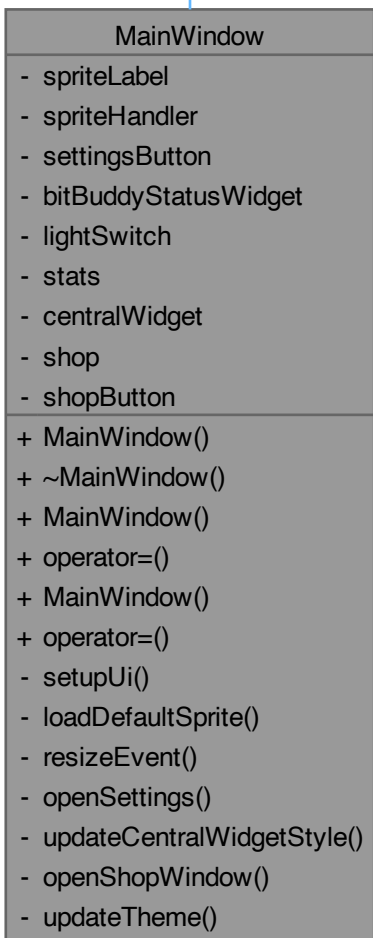 MainWindow
- spriteLabel
- spriteHandler
- settingsButton
- bitBuddyStatusWidget
- lightSwitch
- stats
- centralWidget
- shop
- shopButton
+ MainWindow()
+ ~MainWindow()
+ MainWindow()
+ operator=()
+ MainWindow()
+ operator=()
- setupUi()
- loadDefaultSprite()
- resizeEvent()
- openSettings()
- updateCentralWidgetStyle()
- openShopWindow()
- updateTheme()